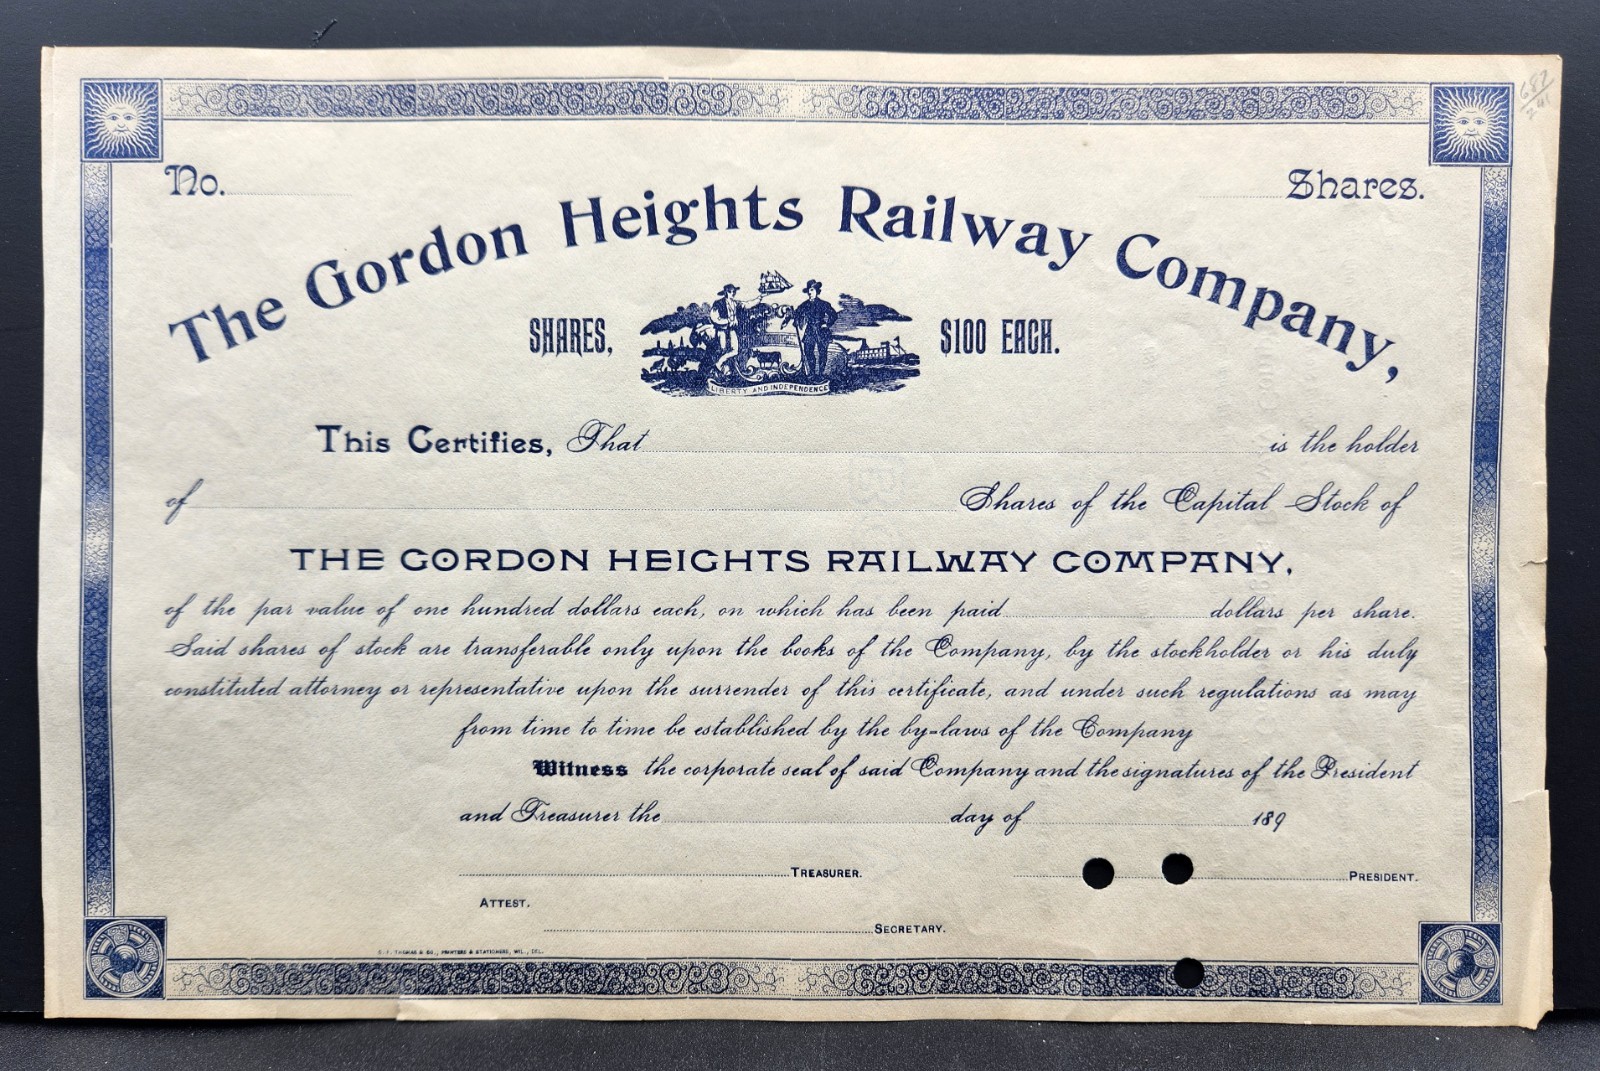 No.
Shares.
The Gordon Heights Railway Company,
SHARES, $100 EACH.
LIBERTY AND INDEPENDENCE
This Certifies, That is the holder
of Shares of the Capital Stock of
THE GORDON HEIGHTS RAILWAY COMPANY,
of the par value of one hundred dollars each, on which has been paid dollars per share.
Said shares of stock are transferable only upon the books of the Company, by the stockholder or his duly
constituted attorney or representative upon the surrender of this certificate, and under such regulations as may
from time to time be established by the by-laws of the Company
Witness the corporate seal of said Company and the signatures of the President
and Treasurer the day of 189
TREASURER. PRESIDENT.
ATTEST.
SECRETARY.
THOMAS & CO., PRINTERS & STATIONERS, WIL., DEL.